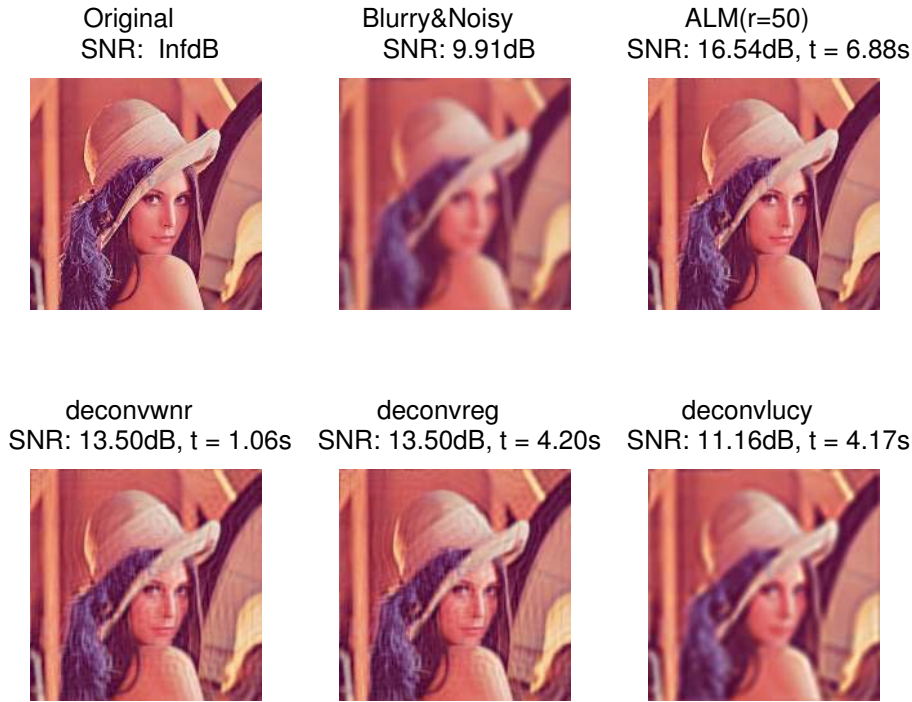 Original
SNR:  InfdB
Blurry&Noisy
SNR: 9.91dB
ALM(r=50)
SNR: 16.54dB, t = 6.88s
deconvwnr
SNR: 13.50dB, t = 1.06s
deconvreg
SNR: 13.50dB, t = 4.20s
deconvlucy
SNR: 11.16dB, t = 4.17s